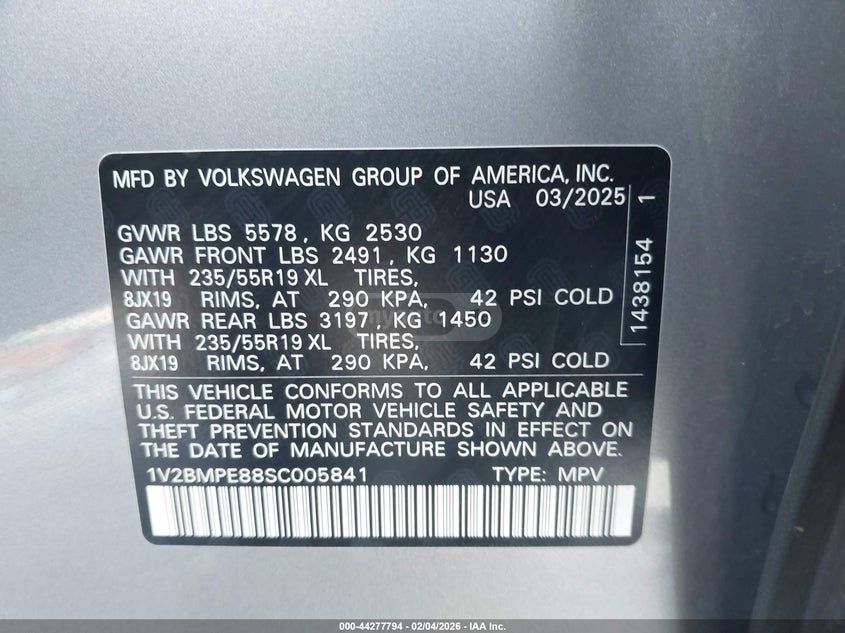 MFD BY VOLKSWAGEN GROUP OF AMERICA, INC.
USA 03/2025
GVWR LBS 5578, KG 2530
GAWR FRONT LBS 2491, KG 1130
WITH 235/55R19 XL TIRES,
8JX19 RIMS, AT 290 KPA, 42 PSI COLD
GAWR REAR LBS 3197, KG 1450
WITH 235/55R19 XL TIRES,
8JX19 RIMS, AT 290 KPA, 42 PSI COLD
1438154 1
THIS VEHICLE CONFORMS TO ALL APPLICABLE
U.S. FEDERAL MOTOR VEHICLE SAFETY AND
THEFT PREVENTION STANDARDS IN EFFECT ON
THE DATE OF MANUFACTURE SHOWN ABOVE.
1V2BMPE88SC005841 TYPE: MPV
000-44277794 - 02/04/2026 - IAA Inc.